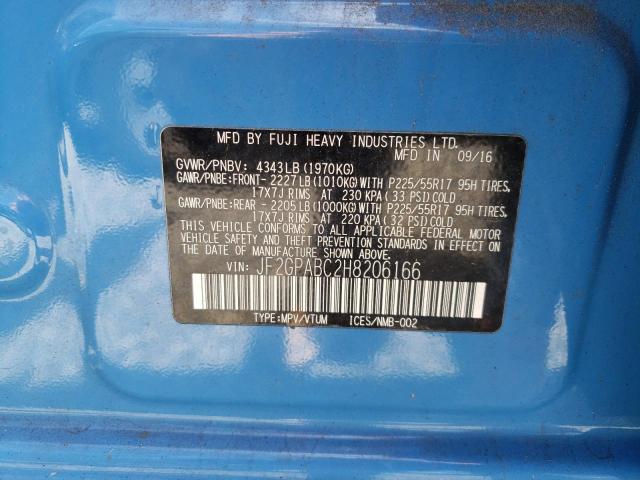 MFD BY FUJI HEAVY INDUSTRIES LTD.
MFD IN 09/16
GVWR/PNBV: 4343LB (1970KG)
GAWR/PNBE:FRONT- 2227LB (1010KG) WITH P225/55R17 95H TIRES,
17X7J RIMS AT 230 KPA (33 PSI) COLD
GAWR/PNBE:REAR - 2205LB (1000KG) WITH P225/55R17 95H TIRES,
17X7J RIMS AT 220 KPA (32 PSI) COLD
THIS VEHICLE CONFORMS TO ALL APPLICABLE FEDERAL MOTOR
VEHICLE SAFETY AND THEFT PREVENTION STANDARDS IN EFFECT
ON THE DATE OF MANUFACTURE SHOWN ABOVE.
VIN: JF2GPABC2H8206166
TYPE:MPV/VTUM ICES/NMB-002